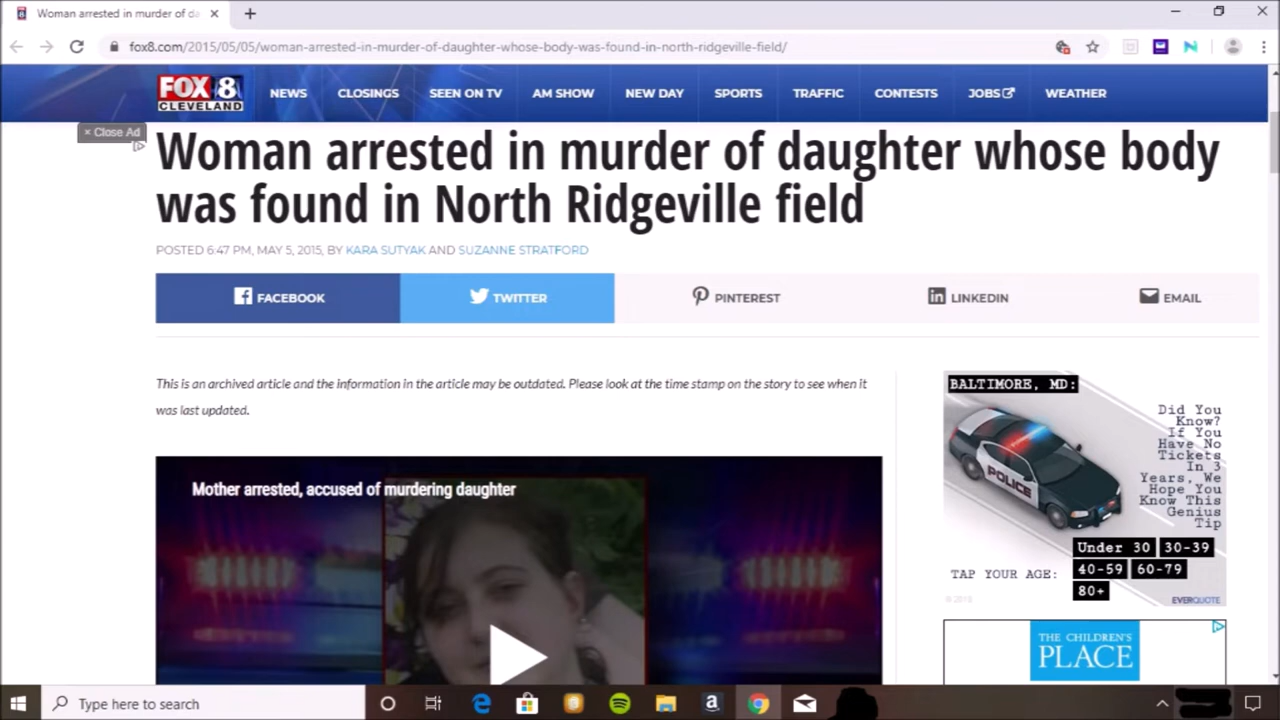 Woman arrested in murder of da
fox8.com/2015/05/05/woman-arrested-in-murder-of-daughter-whose-body-was-found-in-north-ridgeville-field/
FOX 8
CLEVELAND
NEWS CLOSINGS SEEN ON TV AM SHOW NEW DAY SPORTS TRAFFIC CONTESTS JOBS WEATHER
× Close Ad
Woman arrested in murder of daughter whose body
was found in North Ridgeville field
POSTED 6:47 PM, MAY 5, 2015, BY KARA SUTYAK AND SUZANNE STRATFORD
FACEBOOK TWITTER PINTEREST LINKEDIN EMAIL
This is an archived article and the information in the article may be outdated. Please look at the time stamp on the story to see when it
was last updated.
Mother arrested, accused of murdering daughter
BALTIMORE, MD:
Did You
Know?
If You
Have No
Tickets
In 3
Years, We
Hope You
Know This
Genius
Tip
POLICE
TAP YOUR AGE:
Under 30 30-39
40-59 60-79
80+
EVERQUOTE
THE CHILDREN'S
PLACE
Type here to search